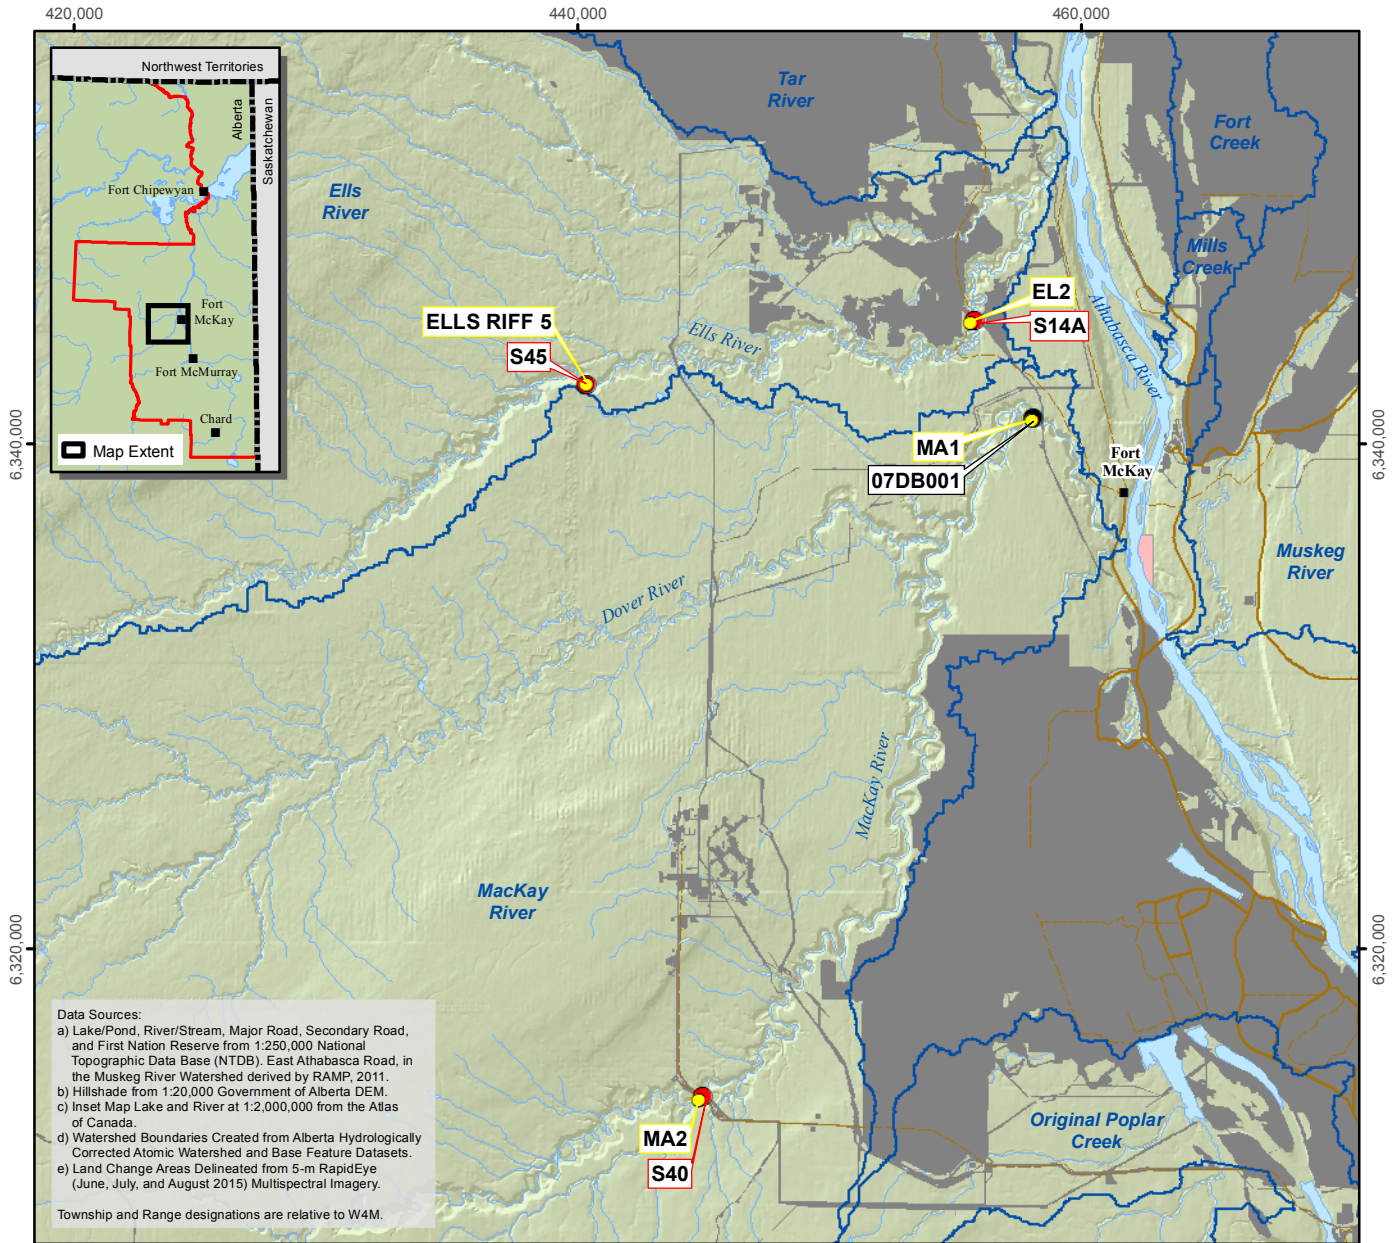 420,000
440,000
460,000
Northwest Territories
Alberta
Saskatchewan
Fort Chipewyan
Fort
McKay
Fort McMurray
Chard
Map Extent
Tar
River
Fort
Creek
Ells
River
Mills
Creek
EL2
S14A
Athabasca River
ELLS RIFF 5
S45
Ells River
MA1
07DB001
Fort
McKay
6,340,000
6,340,000
Muskeg
River
Dover River
MacKay River
MacKay
River
6,320,000
6,320,000
Data Sources:
a) Lake/Pond, River/Stream, Major Road, Secondary Road,
and First Nation Reserve from 1:250,000 National
Topographic Data Base (NTDB). East Athabasca Road, in
the Muskeg River Watershed derived by RAMP, 2011.
b) Hillshade from 1:20,000 Government of Alberta DEM.
c) Inset Map Lake and River at 1:2,000,000 from the Atlas
of Canada.
d) Watershed Boundaries Created from Alberta Hydrologically
Corrected Atomic Watershed and Base Feature Datasets.
e) Land Change Areas Delineated from 5-m RapidEye
(June, July, and August 2015) Multispectral Imagery.
Township and Range designations are relative to W4M.
MA2
S40
Original Poplar
Creek